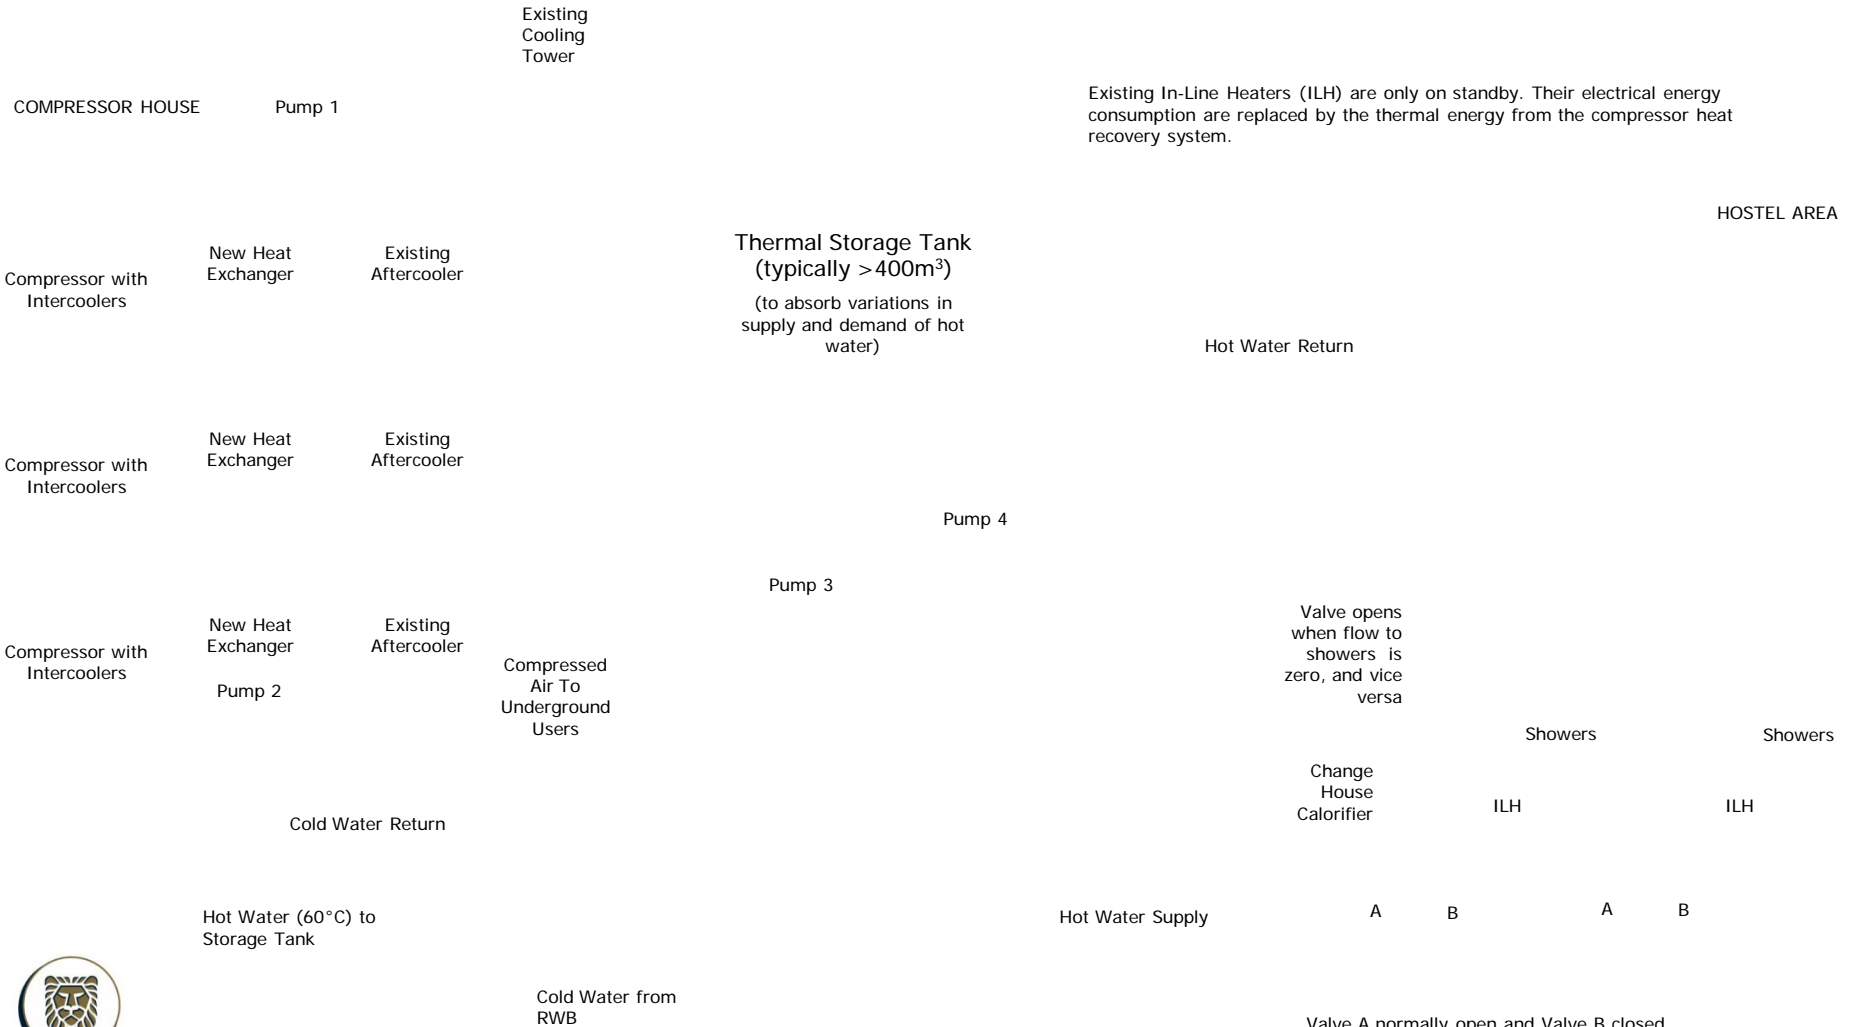 Existing
Cooling
Tower
COMPRESSOR HOUSE
Pump 1
Existing In-Line Heaters (ILH) are only on standby. Their electrical energy
consumption are replaced by the thermal energy from the compressor heat
recovery system.
HOSTEL AREA
Compressor with
Intercoolers
New Heat
Exchanger
Existing
Aftercooler
Thermal Storage Tank
(typically >400m³)
(to absorb variations in
supply and demand of hot
water)
Hot Water Return
Compressor with
Intercoolers
New Heat
Exchanger
Existing
Aftercooler
Pump 4
Pump 3
Compressor with
Intercoolers
New Heat
Exchanger
Existing
Aftercooler
Pump 2
Compressed
Air To
Underground
Users
Valve opens
when flow to
showers is
zero, and vice
versa
Showers
Showers
Change
House
Calorifier
ILH
ILH
Cold Water Return
Hot Water (60°C) to
Storage Tank
Hot Water Supply
A
B
A
B
Cold Water from
RWB
Valve A normally open and Valve B closed